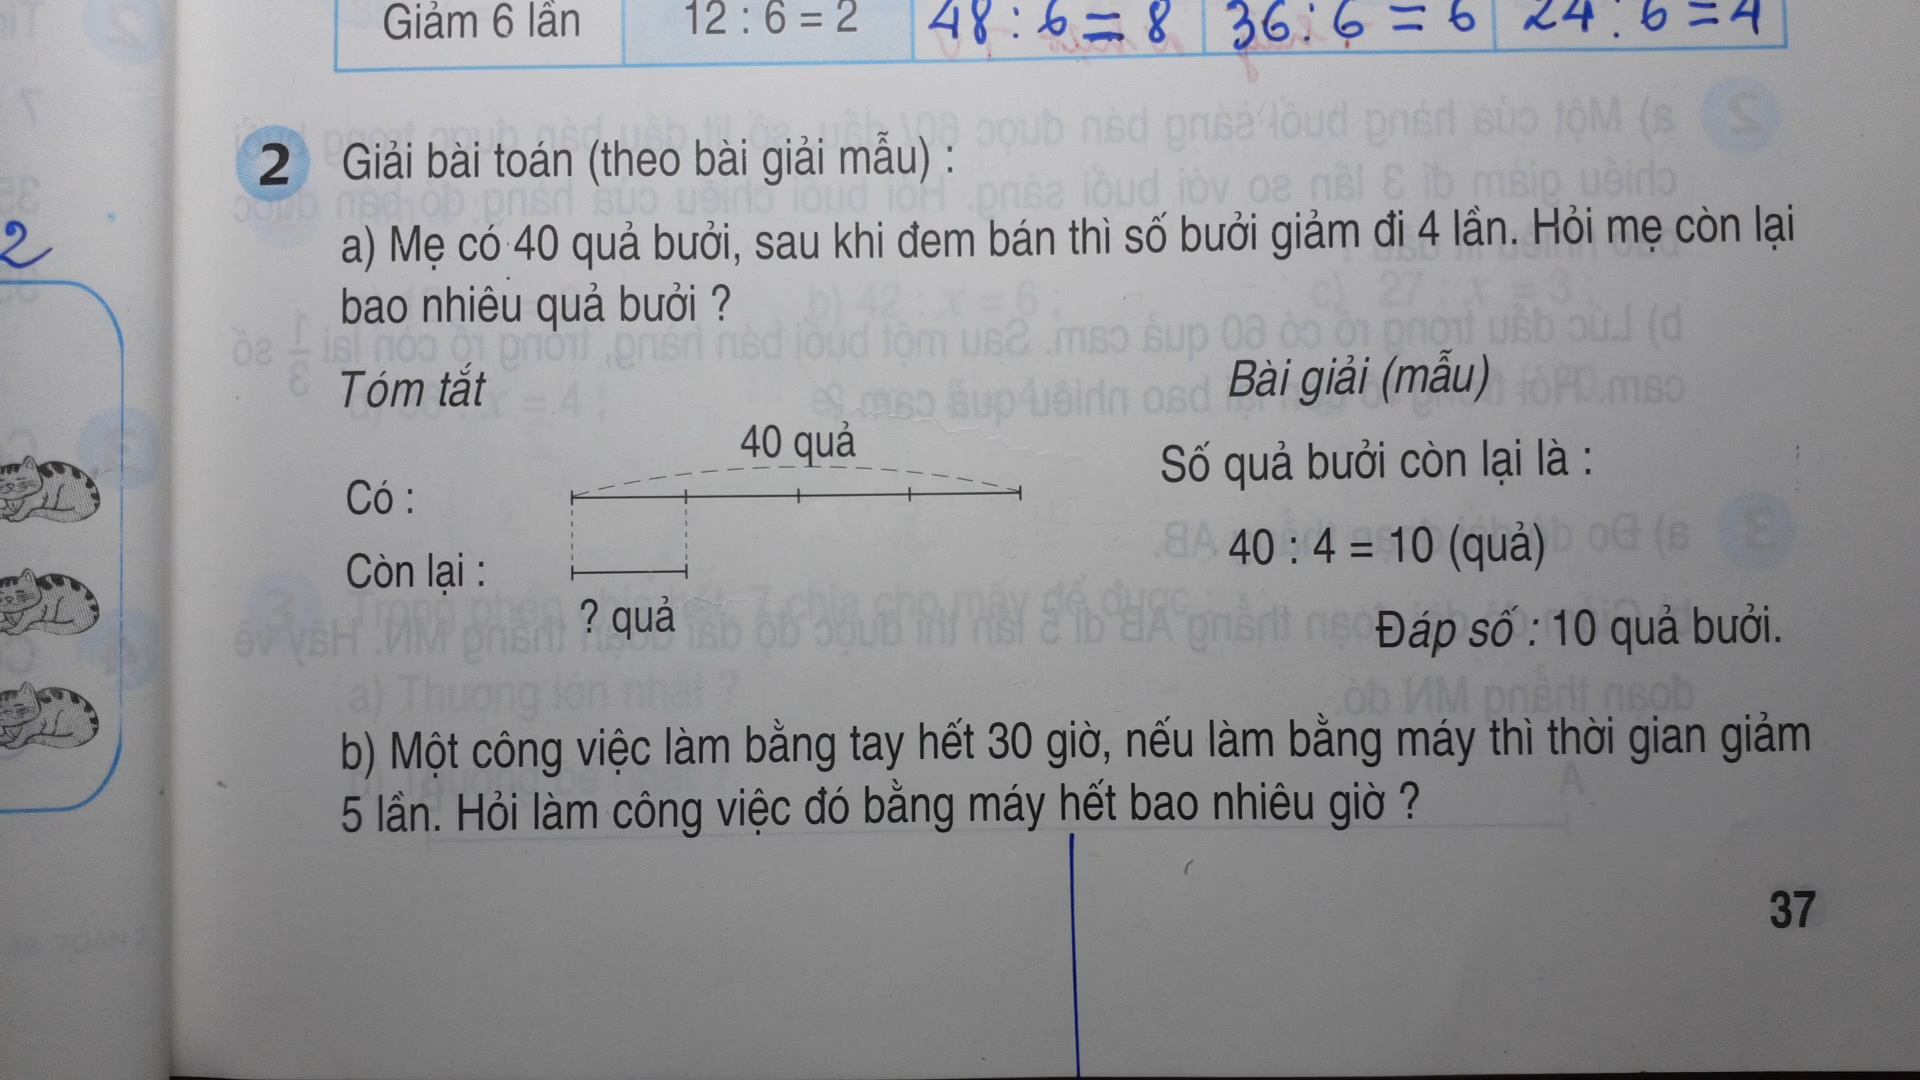 Giảm 6 lần 12 : 6 = 2 48 : 6 = 8 36 : 6 = 6 24 : 6 = 4
2 Giải bài toán (theo bài giải mẫu) :
2
a) Mẹ có 40 quả bưởi, sau khi đem bán thì số bưởi giảm đi 4 lần. Hỏi mẹ còn lại
bao nhiêu quả bưởi ?
Tóm tắt
40 quả
Có :
Còn lại :
? quả
Bài giải (mẫu)
Số quả bưởi còn lại là :
40 : 4 = 10 (quả)
Đáp số : 10 quả bưởi.
b) Một công việc làm bằng tay hết 30 giờ, nếu làm bằng máy thì thời gian giảm
5 lần. Hỏi làm công việc đó bằng máy hết bao nhiêu giờ ?
37